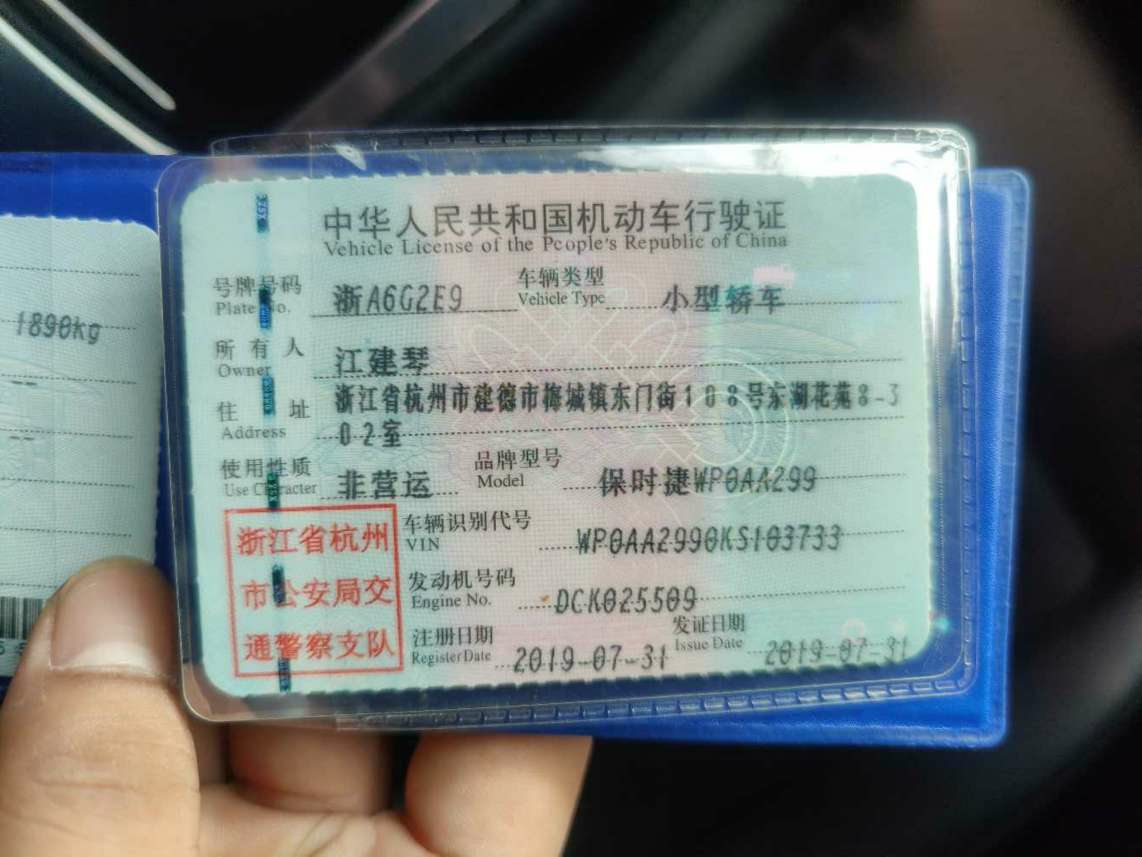 中华人民共和国机动车行驶证
Vehicle License of the People's Republic of China
号牌号码 浙A6G2E9 车辆类型 小型轿车
Plate No. Vehicle Type
所有人 江建琴
Owner
住址 浙江省杭州市建德市梅城镇东门街108号东湖花苑8-3
02室
Address
使用性质 非营运 品牌型号 保时捷WP0AA299
Use Character Model
浙江省杭州
市公安局交
通警察支队
车辆识别代号 WP0AA2990KS103733
VIN
发动机号码 DCK025509
Engine No.
注册日期 2019-07-31 发证日期 2019-07-31
Register Date Issue Date
1890kg